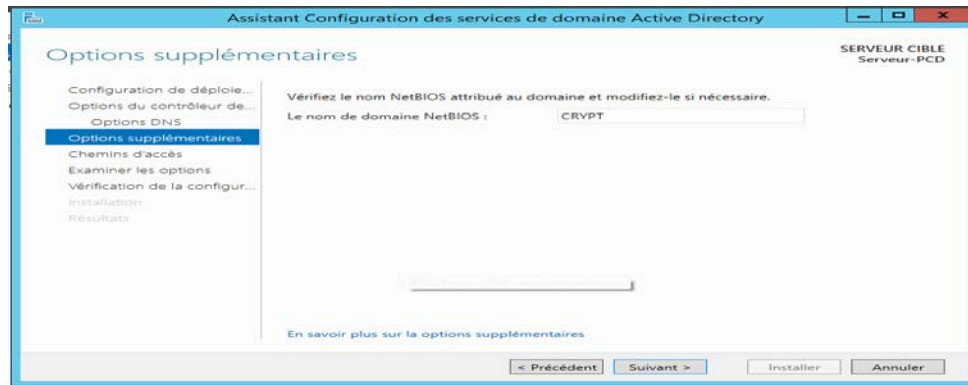 Assistant Configuration des services de domaine Active Directory
Options supplémentaires
SERVEUR CIBLE
Serveur-PCD
Configuration de déploie...
Options du contrôleur de...
Options DNS
Options supplémentaires
Chemins d'accès
Examiner les options
Vérification de la configur...
Installation
Résultats
Vérifiez le nom NetBIOS attribué au domaine et modifiez-le si nécessaire.
Le nom de domaine NetBIOS : CRYPT
En savoir plus sur la options supplémentaires
< Précédent Suivant > Installer Annuler